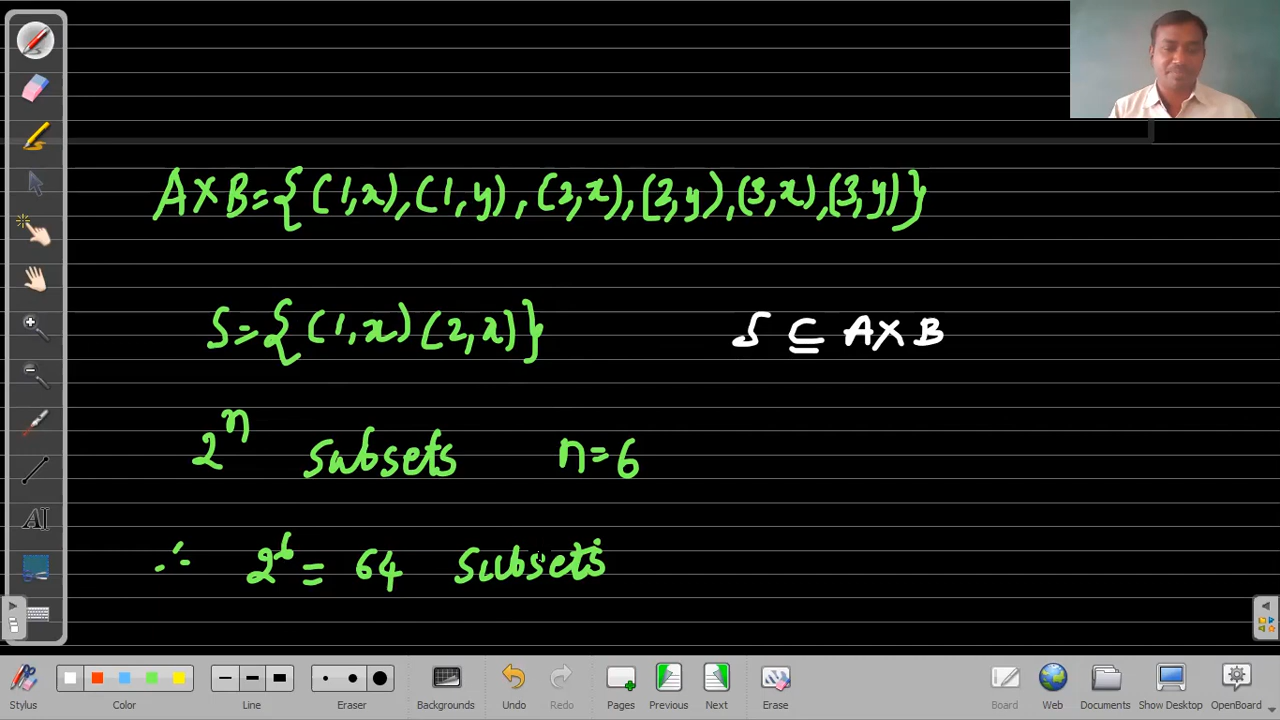 A×B={(1,x),(1,y),(2,x),(2,y),(3,x),(3,y)}
S={(1,x)(2,x)} S ⊆ A×B
2^n subsets n=6
∴ 2^6 = 64 subsets
Stylus Color Line Eraser Backgrounds Undo Redo Pages Previous Next Erase Board Web Documents Show Desktop OpenBoard